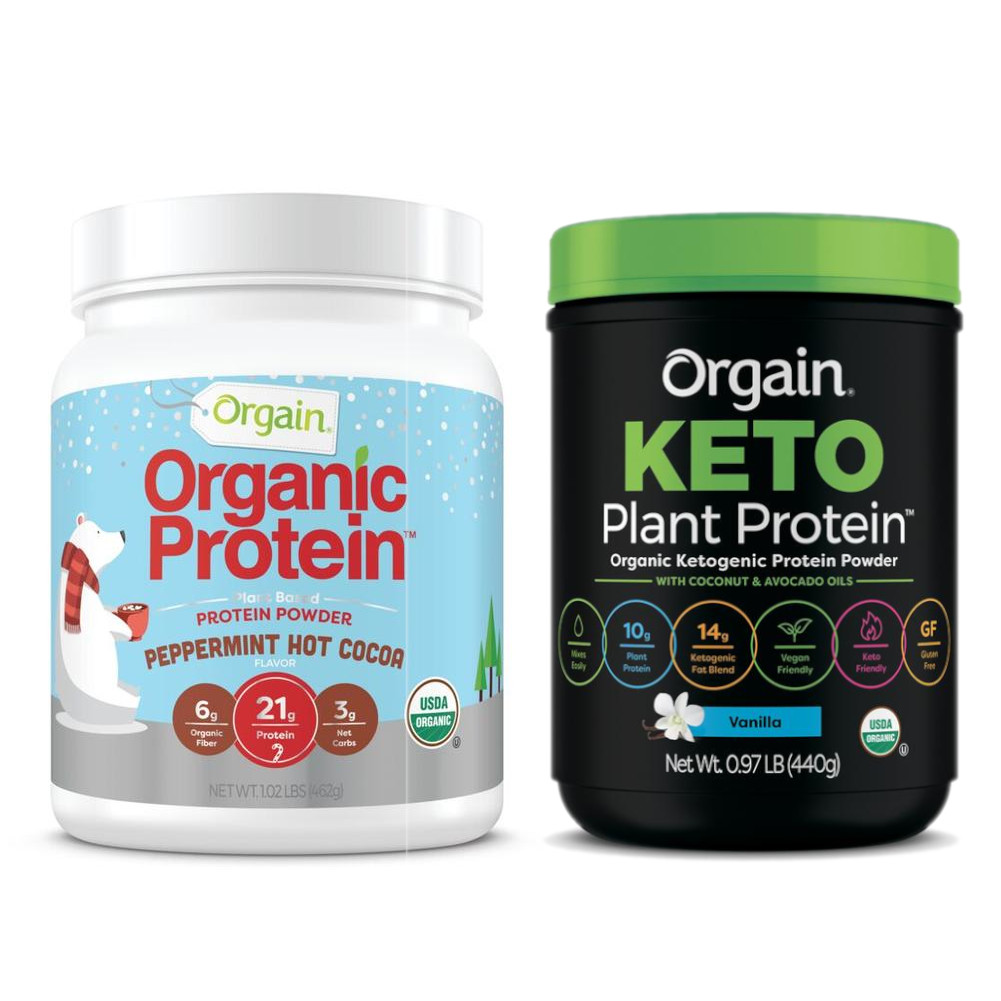 Orgain®
Organic
Protein™
Plant Based
PROTEIN POWDER
PEPPERMINT HOT COCOA
FLAVOR
6g
Organic
Fiber
21g
Protein
3g
Net
Carbs
USDA
ORGANIC
U
NET WT. 1.02 LBS (462g)
Orgain®
KETO
Plant Protein™
Organic Ketogenic Protein Powder
WITH COCONUT & AVOCADO OILS
Mixes
Easily
10g
Plant
Protein
14g
Ketogenic
Fat Blend
Vegan
Friendly
Keto
Friendly
GF
Gluten
Free
Vanilla
USDA
ORGANIC
U
Net Wt. 0.97 LB (440g)